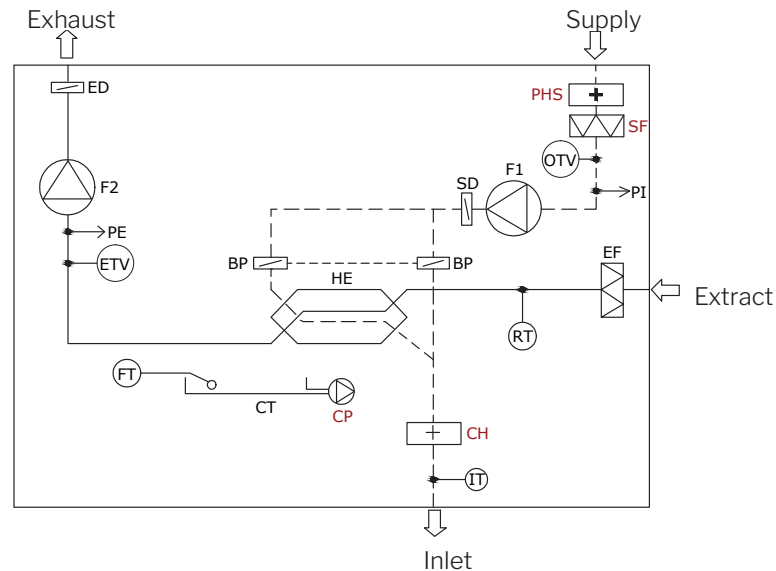 Exhaust
Supply
ED
PHS
SF
OTV
F1
SD
PI
F2
PE
ETV
BP
BP
EF
HE
Extract
RT
FT
CT
CP
CH
IT
Inlet